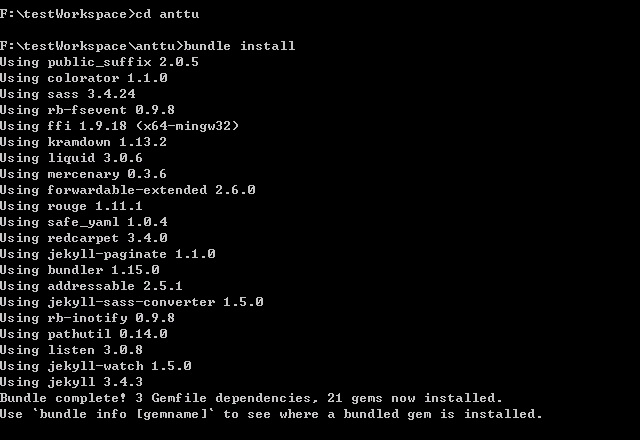 F:\testWorkspace>cd anttu
F:\testWorkspace\anttu>bundle install
Using public_suffix 2.0.5
Using colorator 1.1.0
Using sass 3.4.24
Using rb-fsevent 0.9.8
Using ffi 1.9.18 (x64-mingw32)
Using kramdown 1.13.2
Using liquid 3.0.6
Using mercenary 0.3.6
Using forwardable-extended 2.6.0
Using rouge 1.11.1
Using safe_yaml 1.0.4
Using redcarpet 3.4.0
Using jekyll-paginate 1.1.0
Using bundler 1.15.0
Using addressable 2.5.1
Using jekyll-sass-converter 1.5.0
Using rb-inotify 0.9.8
Using pathutil 0.14.0
Using listen 3.0.8
Using jekyll-watch 1.5.0
Using jekyll 3.4.3
Bundle complete! 3 Gemfile dependencies, 21 gems now installed.
Use `bundle info [gemname]` to see where a bundled gem is installed.